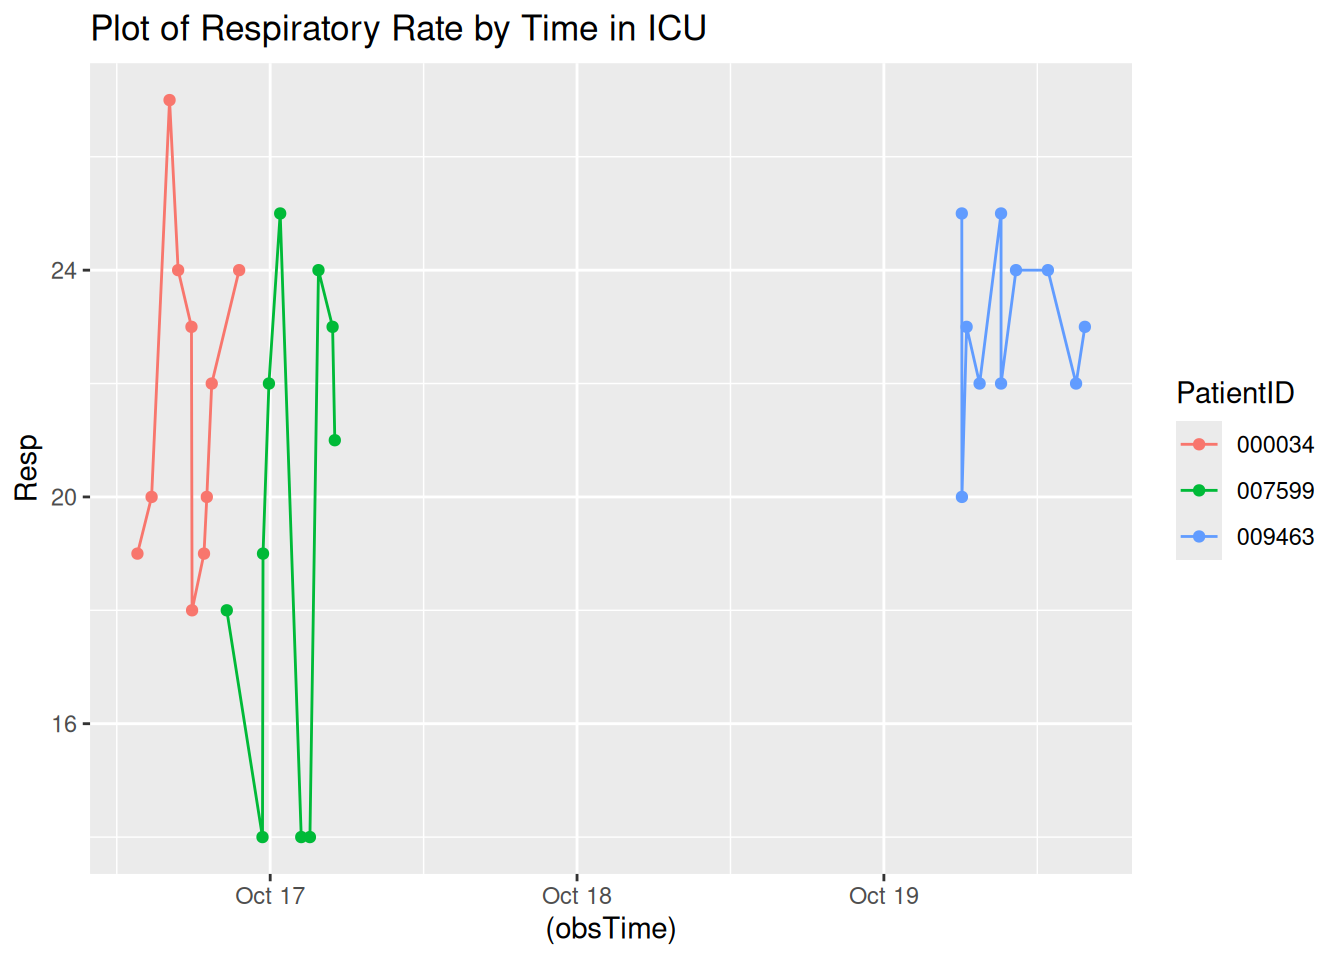 Plot of Respiratory Rate by Time in ICU
Resp
24
20
16
Oct 17
Oct 18
Oct 19
(obsTime)
PatientID
000034
007599
009463